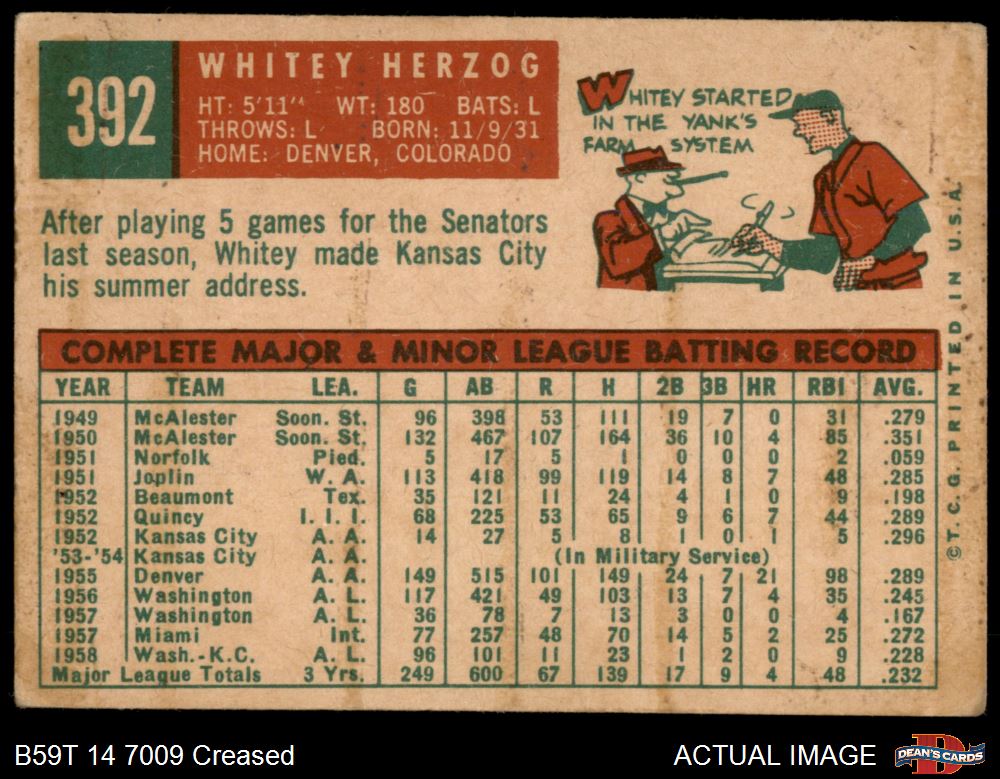 392
WHITEY HERZOG
HT: 5'11" WT: 180 BATS: L
THROWS: L BORN: 11/9/31
HOME: DENVER, COLORADO
WHITEY STARTED
IN THE YANK'S
FARM SYSTEM
After playing 5 games for the Senators
last season, Whitey made Kansas City
his summer address.
COMPLETE MAJOR & MINOR LEAGUE BATTING RECORD
YEAR TEAM LEA. G AB R H 2B 3B HR RBI AVG.
1949 McAlester Soon. St. 96 398 53 111 19 7 0 31 .279
1950 McAlester Soon. St. 132 467 107 164 36 10 4 85 .351
1951 Norfolk Pied. 5 17 5 1 0 0 0 2 .059
1951 Joplin W. A. 113 418 99 119 14 8 7 48 .285
1952 Beaumont Tex. 35 121 11 24 4 1 0 9 .198
1952 Quincy I. I. I. 68 225 53 65 9 6 7 44 .289
1952 Kansas City A. A. 14 27 5 8 1 0 1 5 .296
'53-'54 Kansas City A. A. (In Military Service)
1955 Denver A. A. 149 515 101 149 24 7 21 98 .289
1956 Washington A. L. 117 421 49 103 13 7 4 35 .245
1957 Washington A. L. 36 78 7 13 3 0 0 4 .167
1957 Miami Int. 77 257 48 70 14 5 2 25 .272
1958 Wash.-K.C. A. L. 96 101 11 23 1 2 0 9 .228
Major League Totals 3 Yrs. 249 600 67 139 17 9 4 48 .232
©T. C. G. PRINTED IN U.S.A.
B59T 14 7009 Creased
ACTUAL IMAGE
D
DEAN'S CARDS